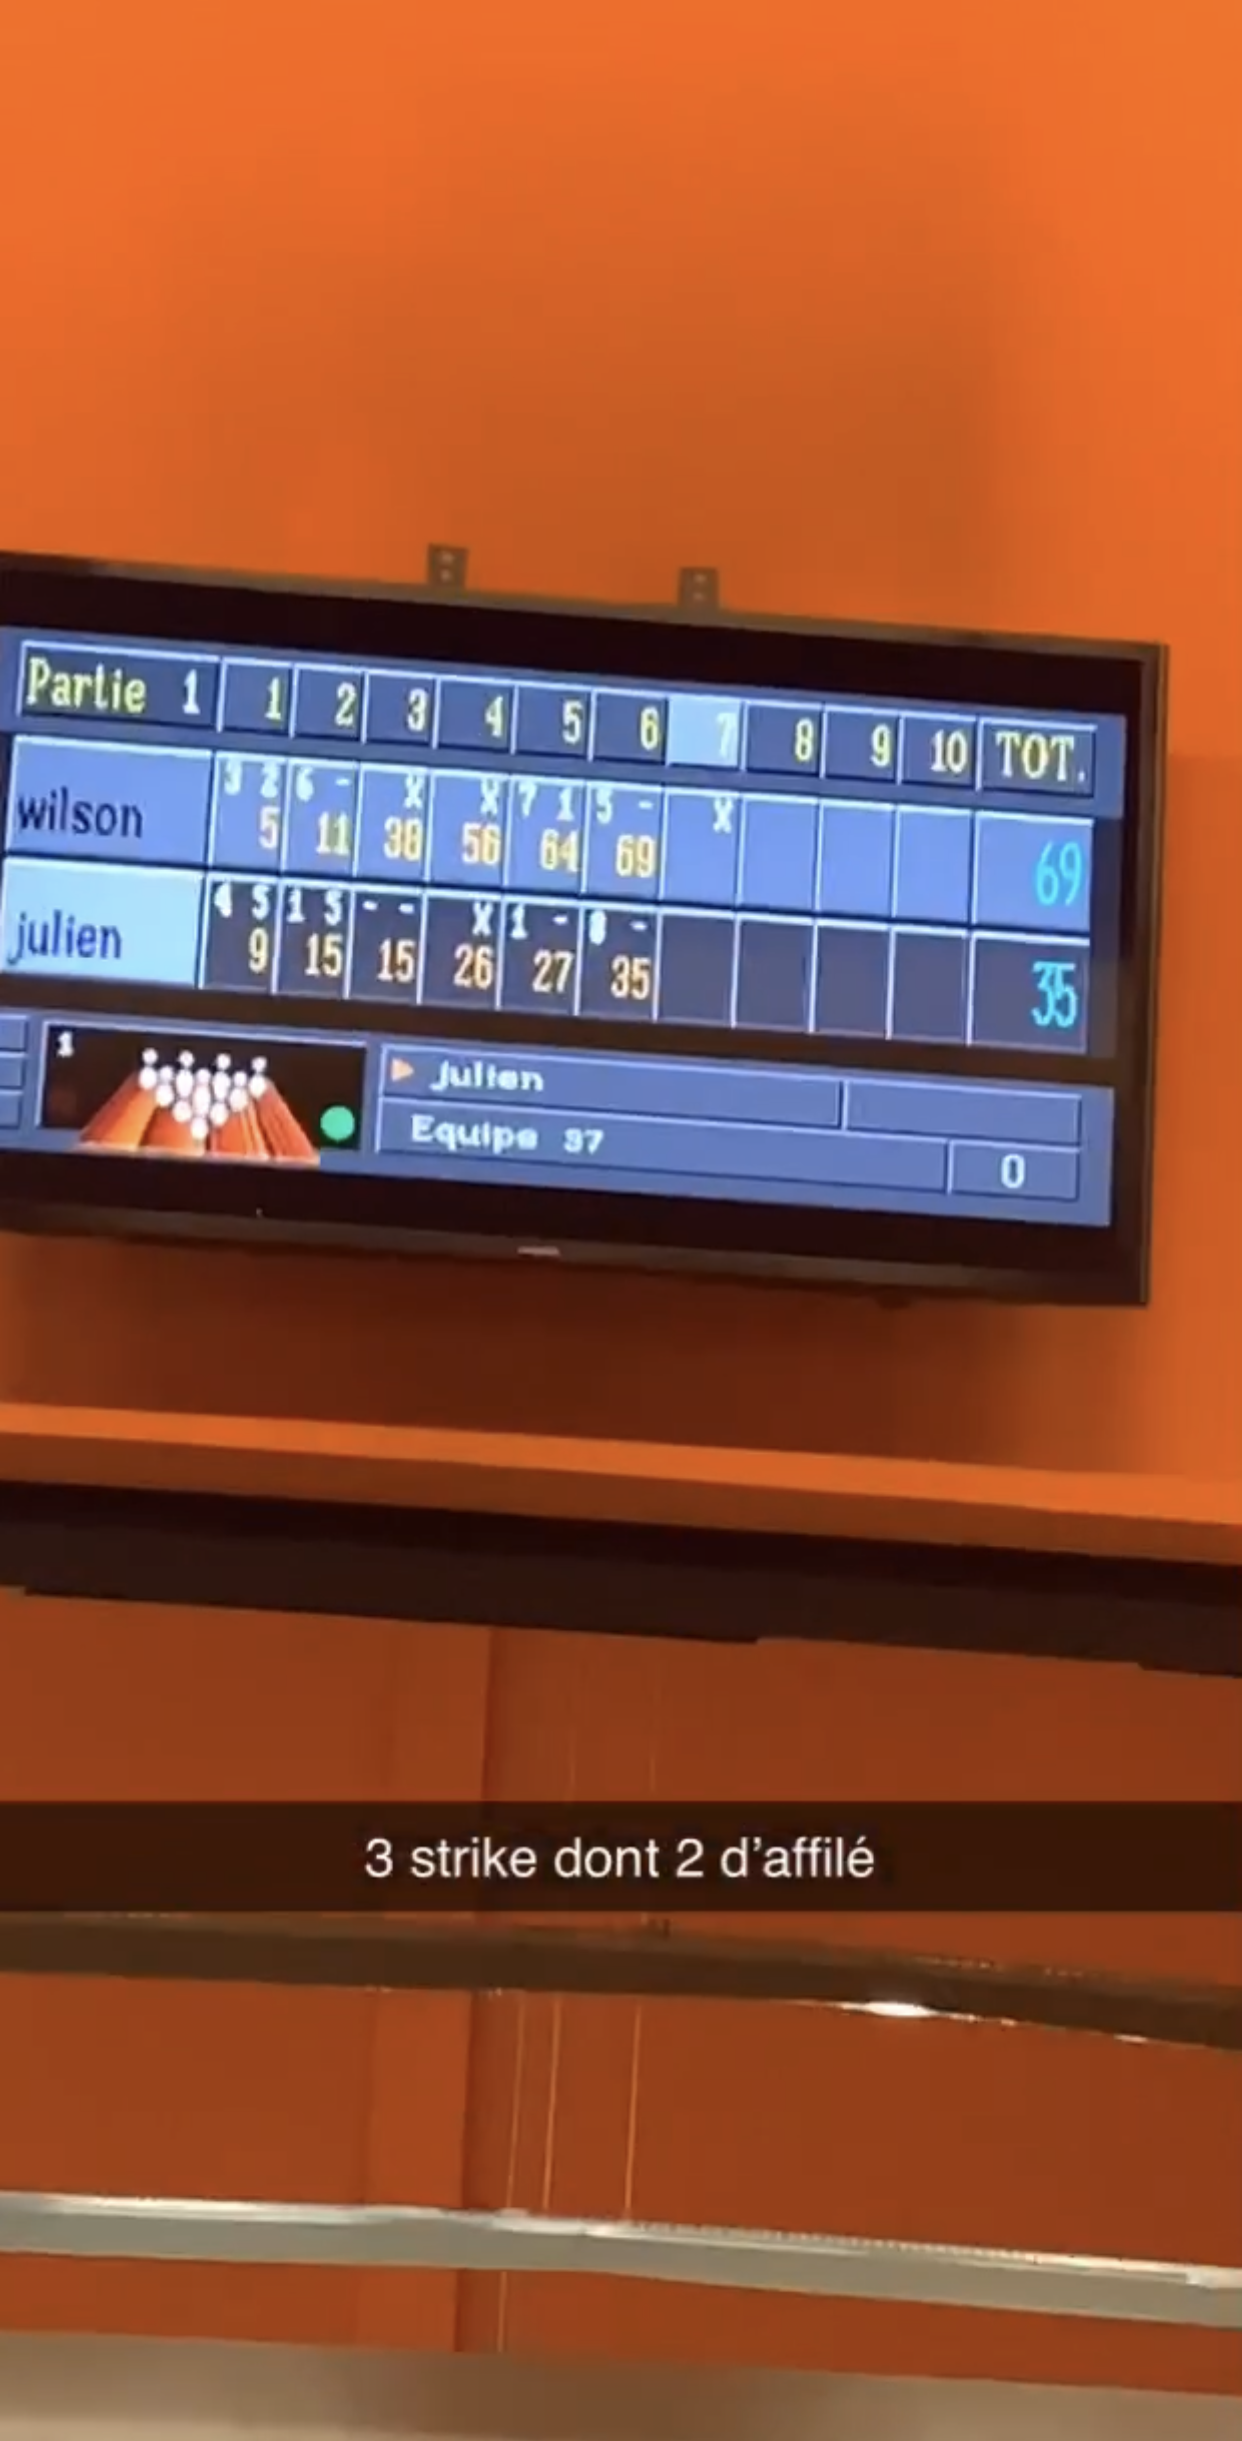 Partie 1 1 2 3 4 5 6 7 8 9 10 TOT.
3 2 6 - X X 7 1 5 - X
wilson 5 11 38 56 64 69 69
4 5 1 5 - - X 1 - 8 -
julien 9 15 15 26 27 35 35
1
julien
Equipe 37
0
3 strike dont 2 d’affilé